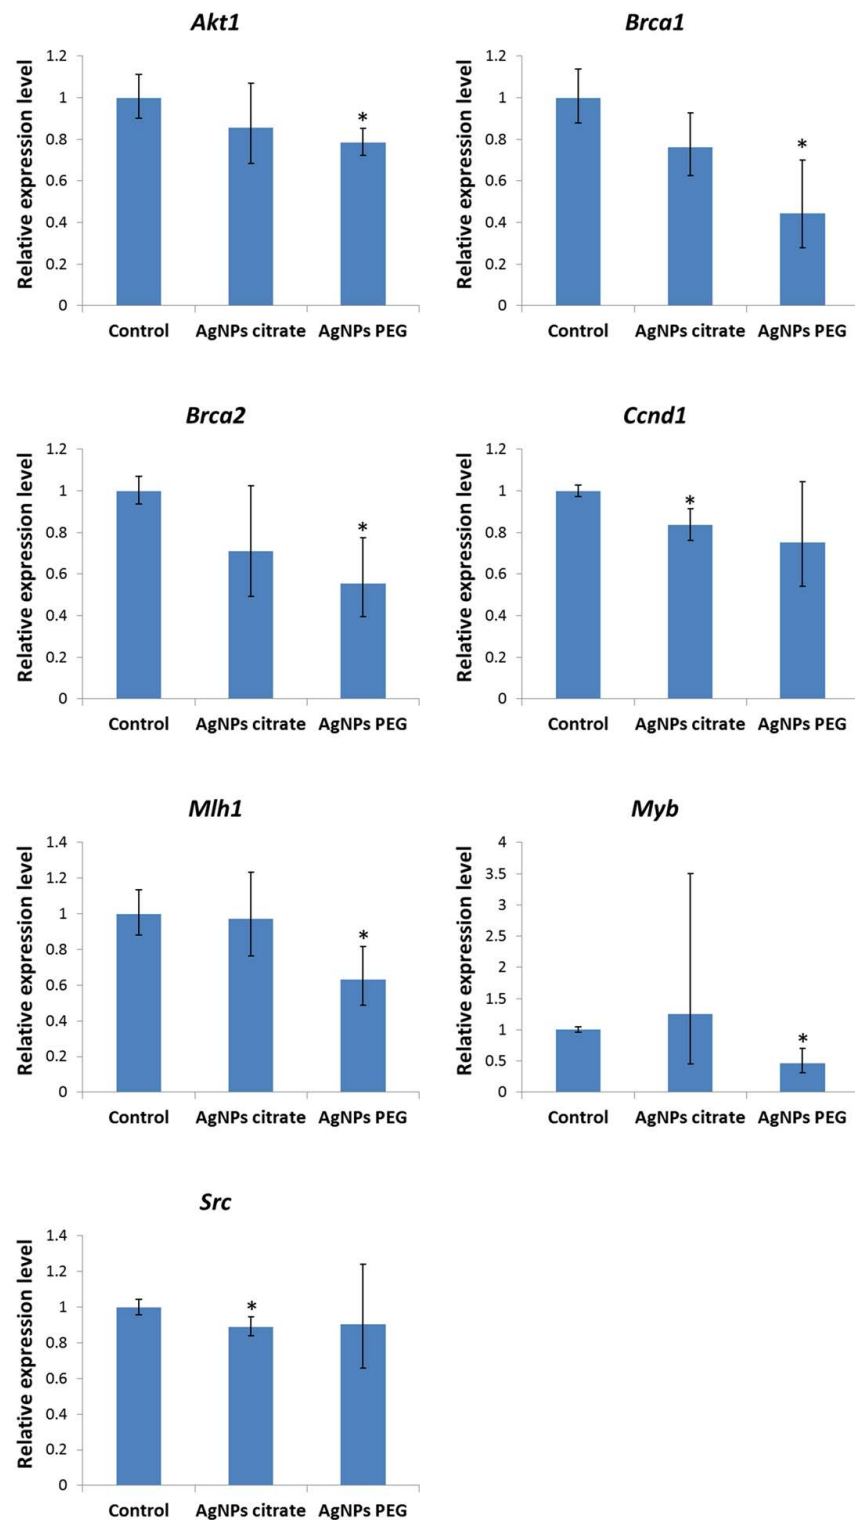 Akt1
Relative expression level
1.2
1
0.8
0.6
0.4
0.2
0
*
Control AgNPs citrate AgNPs PEG
Brca1
Relative expression level
1.2
1
0.8
0.6
0.4
0.2
0
*
Control AgNPs citrate AgNPs PEG
Brca2
Relative expression level
1.2
1
0.8
0.6
0.4
0.2
0
*
Control AgNPs citrate AgNPs PEG
Ccnd1
Relative expression level
1.2
1
0.8
0.6
0.4
0.2
0
*
Control AgNPs citrate AgNPs PEG
Mlh1
Relative expression level
1.4
1.2
1
0.8
0.6
0.4
0.2
0
*
Control AgNPs citrate AgNPs PEG
Myb
Relative expression level
4
3.5
3
2.5
2
1.5
1
0.5
0
*
Control AgNPs citrate AgNPs PEG
Src
Relative expression level
1.4
1.2
1
0.8
0.6
0.4
0.2
0
*
Control AgNPs citrate AgNPs PEG